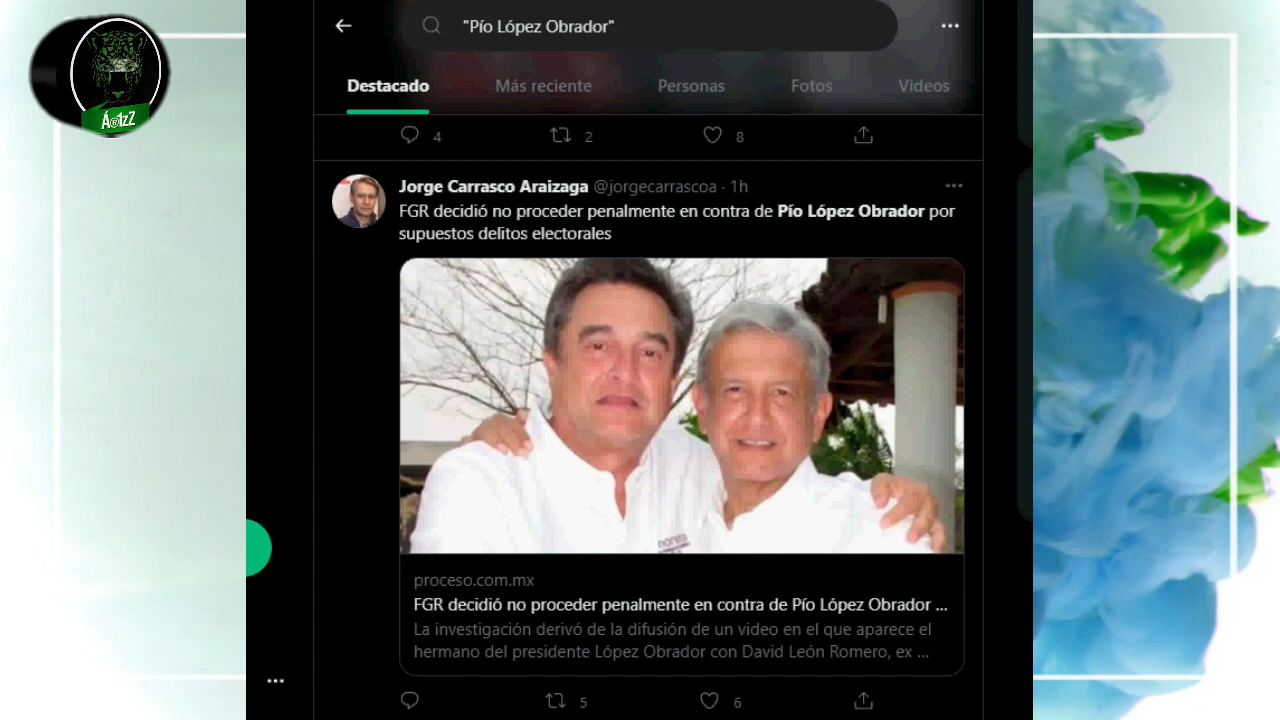 Á®1zZ
"Pío López Obrador"
Destacado Más reciente Personas Fotos Videos
4 2 8
Jorge Carrasco Araizaga @jorgecarrascoa · 1h
FGR decidió no proceder penalmente en contra de Pío López Obrador por
supuestos delitos electorales
proceso.com.mx
FGR decidió no proceder penalmente en contra de Pío López Obrador ...
La investigación derivó de la difusión de un video en el que aparece el
hermano del presidente López Obrador con David León Romero, ex ...
5 6